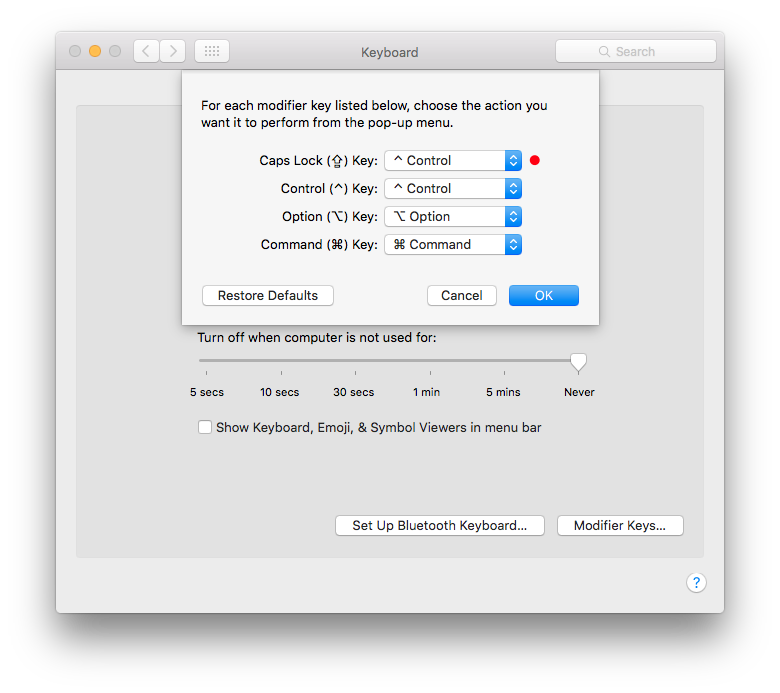 Keyboard
Search
For each modifier key listed below, choose the action you
want it to perform from the pop-up menu.
Caps Lock (⇪) Key: ^ Control
Control (^) Key: ^ Control
Option (⌥) Key: ⌥ Option
Command (⌘) Key: ⌘ Command
Restore Defaults Cancel OK
Turn off when computer is not used for:
5 secs 10 secs 30 secs 1 min 5 mins Never
Show Keyboard, Emoji, & Symbol Viewers in menu bar
Set Up Bluetooth Keyboard... Modifier Keys...
?